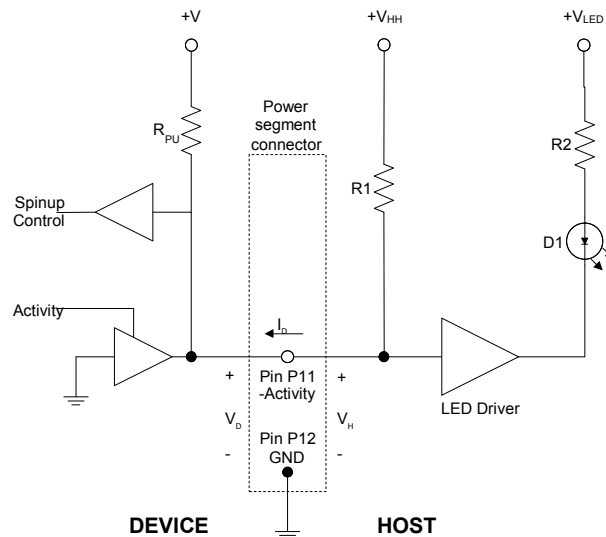 +V
+VHH
+VLED
Power
segment
connector
RPU
R1
R2
D1
Spinup
Control
Activity
ID
+
+
Pin P11
-Activity
VD
VH
Pin P12
GND
-
-
LED Driver
DEVICE
HOST